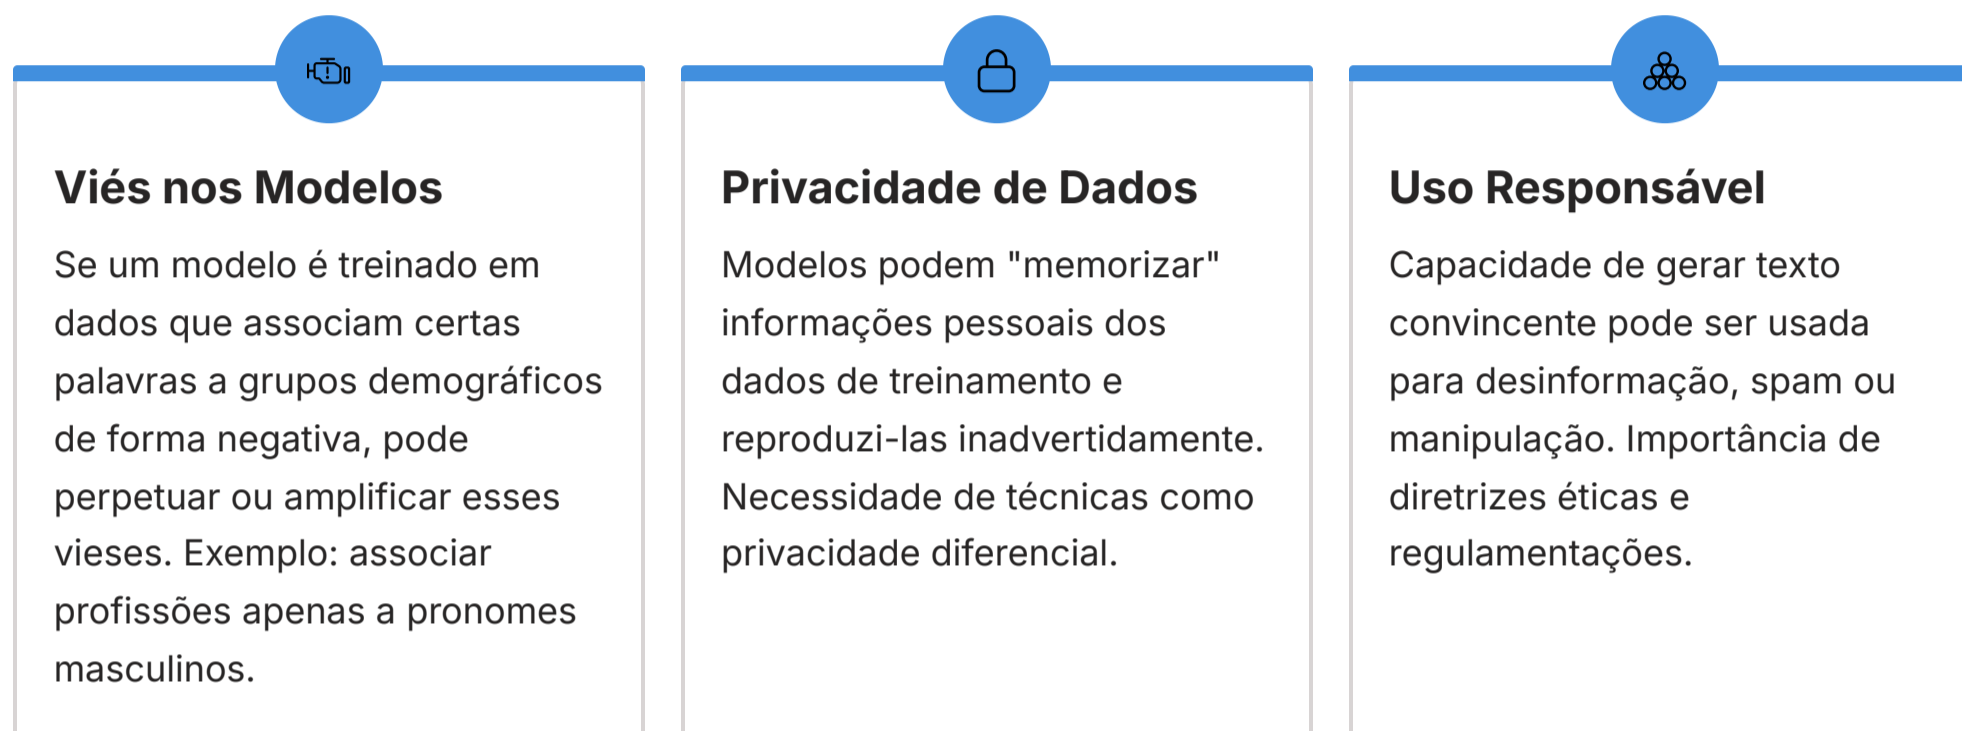 Viés nos Modelos
Se um modelo é treinado em
dados que associam certas
palavras a grupos demográficos
de forma negativa, pode
perpetuar ou amplificar esses
vieses. Exemplo: associar
profissões apenas a pronomes
masculinos.
Privacidade de Dados
Modelos podem "memorizar"
informações pessoais dos
dados de treinamento e
reproduzi-las inadvertidamente.
Necessidade de técnicas como
privacidade diferencial.
Uso Responsável
Capacidade de gerar texto
convincente pode ser usada
para desinformação, spam ou
manipulação. Importância de
diretrizes éticas e
regulamentações.